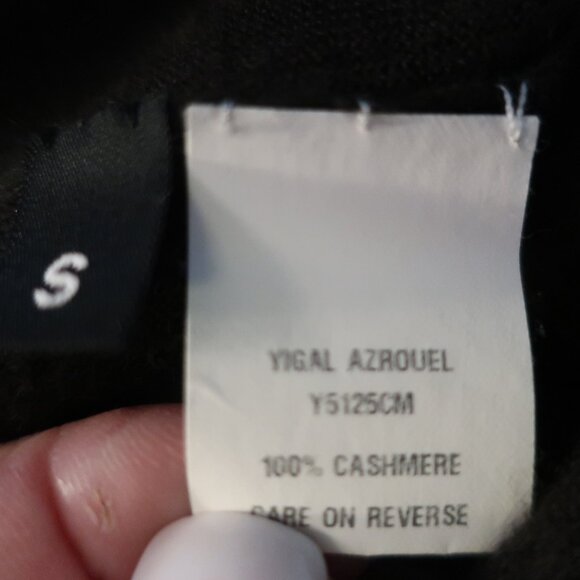 S
YIGAL AZROUEL
Y5125CM
100% CASHMERE
CARE ON REVERSE